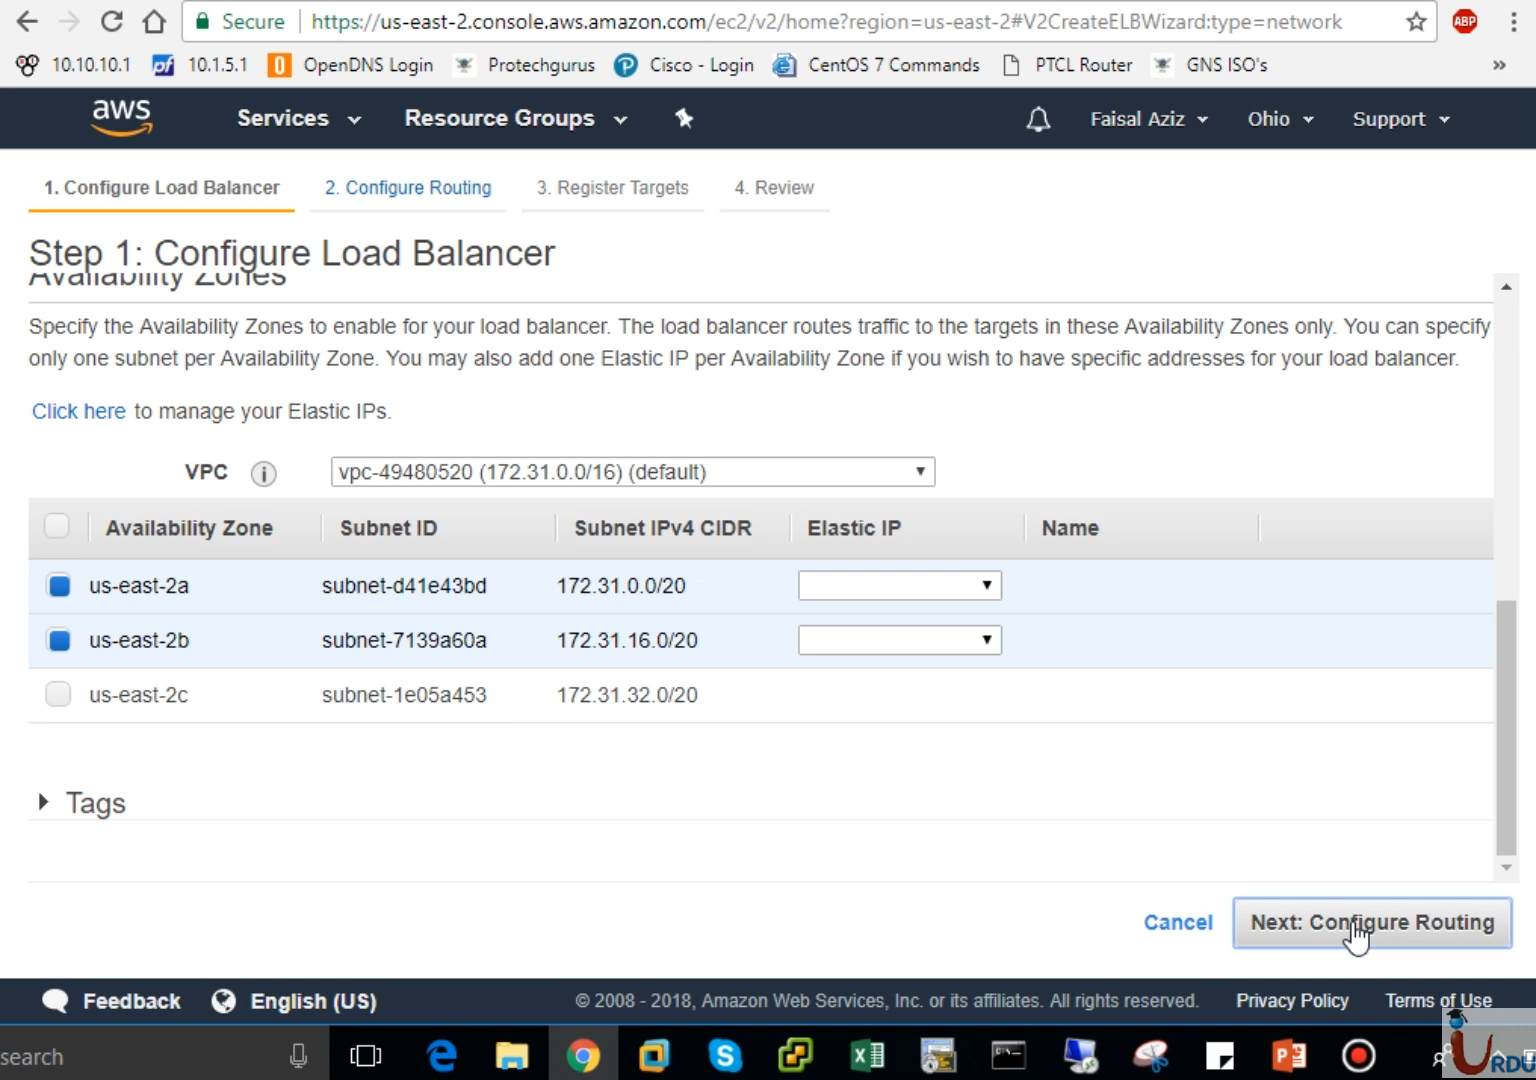 Secure https://us-east-2.console.aws.amazon.com/ec2/v2/home?region=us-east-2#V2CreateELBWizard:type=network ABP
10.10.10.1 pf 10.1.5.1 OpenDNS Login Protechgurus Cisco - Login CentOS 7 Commands PTCL Router GNS ISO's »
aws Services Resource Groups Faisal Aziz Ohio Support
1. Configure Load Balancer 2. Configure Routing 3. Register Targets 4. Review
Step 1: Configure Load Balancer
Availability Zones
Specify the Availability Zones to enable for your load balancer. The load balancer routes traffic to the targets in these Availability Zones only. You can specify
only one subnet per Availability Zone. You may also add one Elastic IP per Availability Zone if you wish to have specific addresses for your load balancer.
Click here to manage your Elastic IPs.
VPC i vpc-49480520 (172.31.0.0/16) (default)
Availability Zone Subnet ID Subnet IPv4 CIDR Elastic IP Name
us-east-2a subnet-d41e43bd 172.31.0.0/20
us-east-2b subnet-7139a60a 172.31.16.0/20
us-east-2c subnet-1e05a453 172.31.32.0/20
Tags
Cancel Next: Configure Routing
Feedback English (US) © 2008 - 2018, Amazon Web Services, Inc. or its affiliates. All rights reserved. Privacy Policy Terms of Use
search
URDU